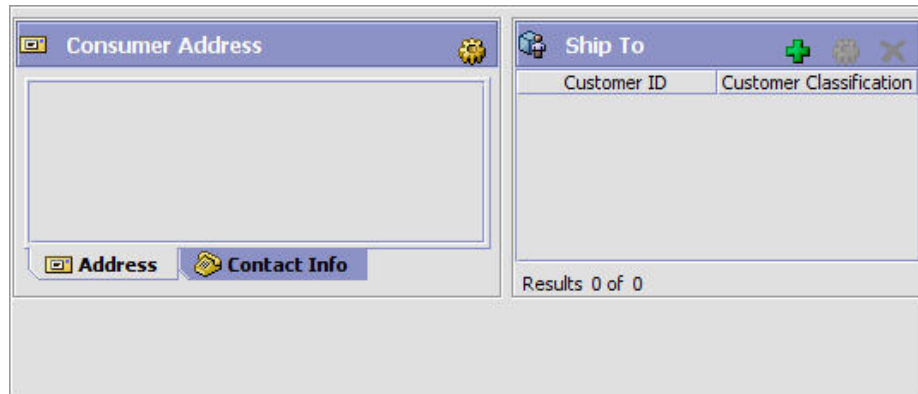 Consumer Address
Address
Contact Info
Ship To
Customer ID
Customer Classification
Results 0 of 0